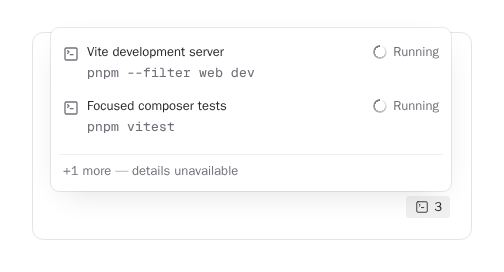 Vite development server
Running
pnpm --filter web dev
Focused composer tests
Running
pnpm vitest
+1 more — details unavailable
3